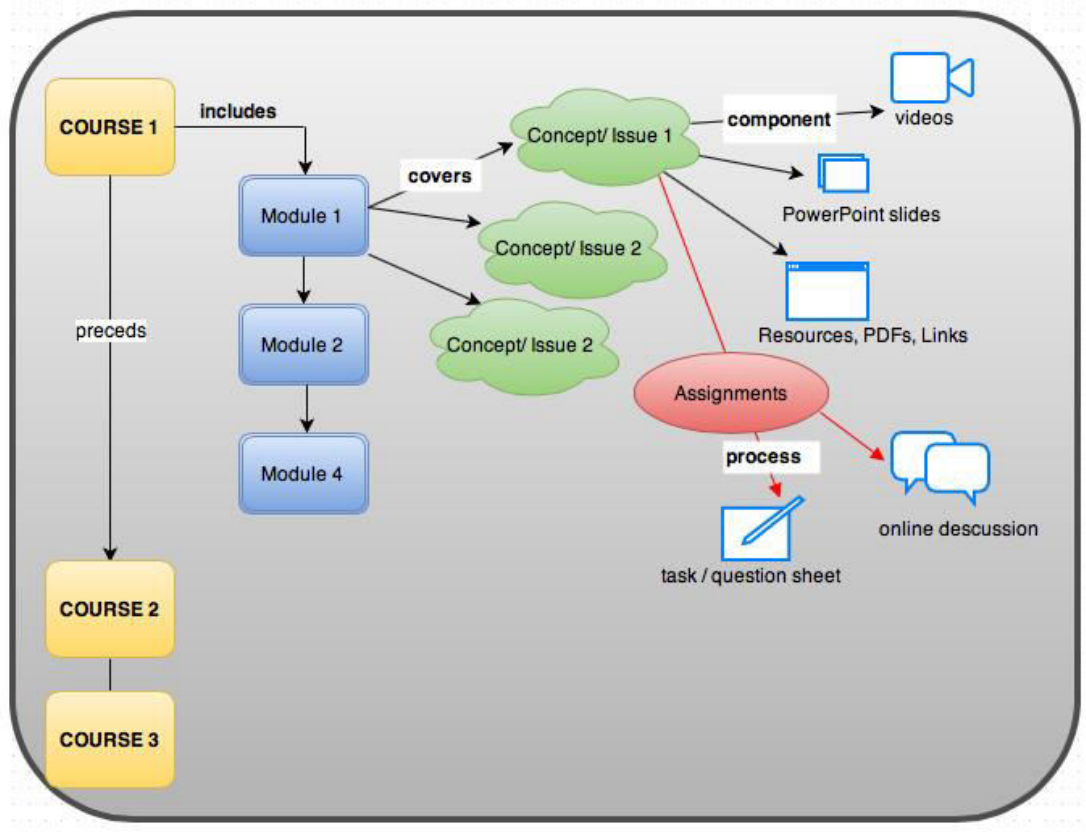 COURSE 1
includes
Module 1
covers
Concept/ Issue 1
component
videos
PowerPoint slides
Concept/ Issue 2
Resources, PDFs, Links
preceds
Module 2
Concept/ Issue 2
Assignments
process
Module 4
online descussion
task / question sheet
COURSE 2
COURSE 3